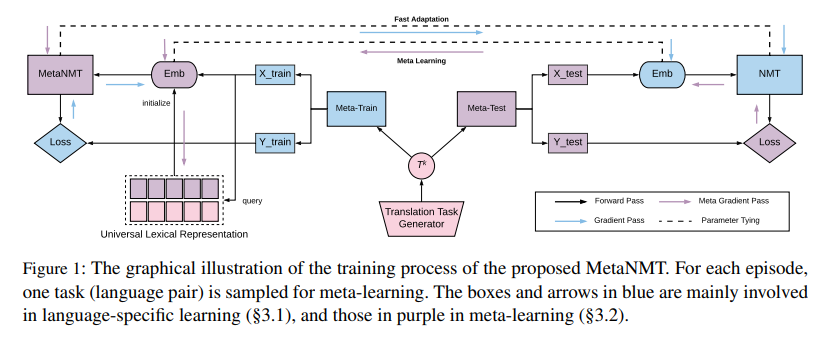 Fast Adaptation
Meta Learning
MetaNMT
Emb
X_train
Meta-Train
Meta-Test
X_test
Emb
NMT
initialize
Loss
Y_train
Y_test
Loss
T^k
query
Translation Task
Generator
Universal Lexical Representation
Forward Pass
Meta Gradient Pass
Gradient Pass
Parameter Tying
Figure 1: The graphical illustration of the training process of the proposed MetaNMT. For each episode,
one task (language pair) is sampled for meta-learning. The boxes and arrows in blue are mainly involved
in language-specific learning (§3.1), and those in purple in meta-learning (§3.2).